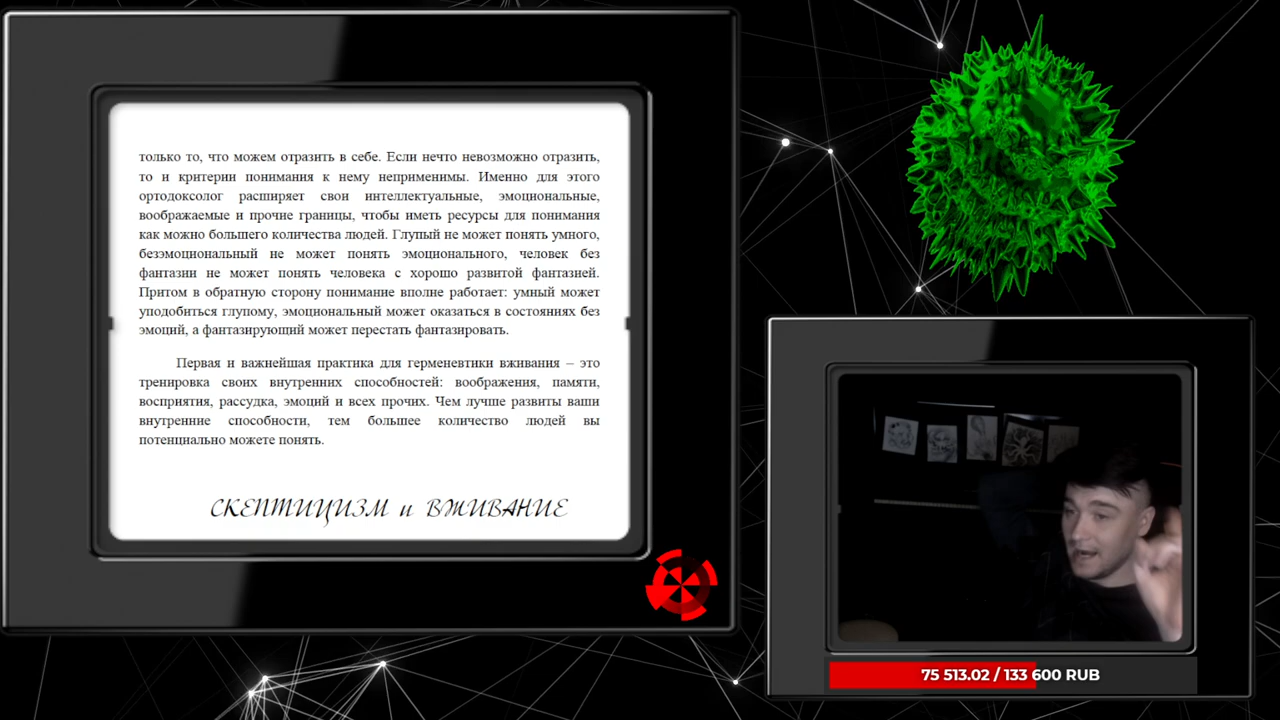 только то, что можем отразить в себе. Если нечто невозможно отразить,
то и критерии понимания к нему неприменимы. Именно для этого
ортодоксолог расширяет свои интеллектуальные, эмоциональные,
воображаемые и прочие границы, чтобы иметь ресурсы для понимания
как можно большего количества людей. Глупый не может понять умного,
безэмоциональный не может понять эмоционального, человек без
фантазии не может понять человека с хорошо развитой фантазией.
Притом в обратную сторону понимание вполне работает: умный может
уподобиться глупому, эмоциональный может оказаться в состояниях без
эмоций, а фантазирующий может перестать фантазировать.
Первая и важнейшая практика для герменевтики вживания – это
тренировка своих внутренних способностей: воображения, памяти,
восприятия, рассудка, эмоций и всех прочих. Чем лучше развиты ваши
внутренние способности, тем большее количество людей вы
потенциально можете понять.
СКЕПТИЦИЗМ и ВЖИВАНИЕ
75 513.02 / 133 600 RUB